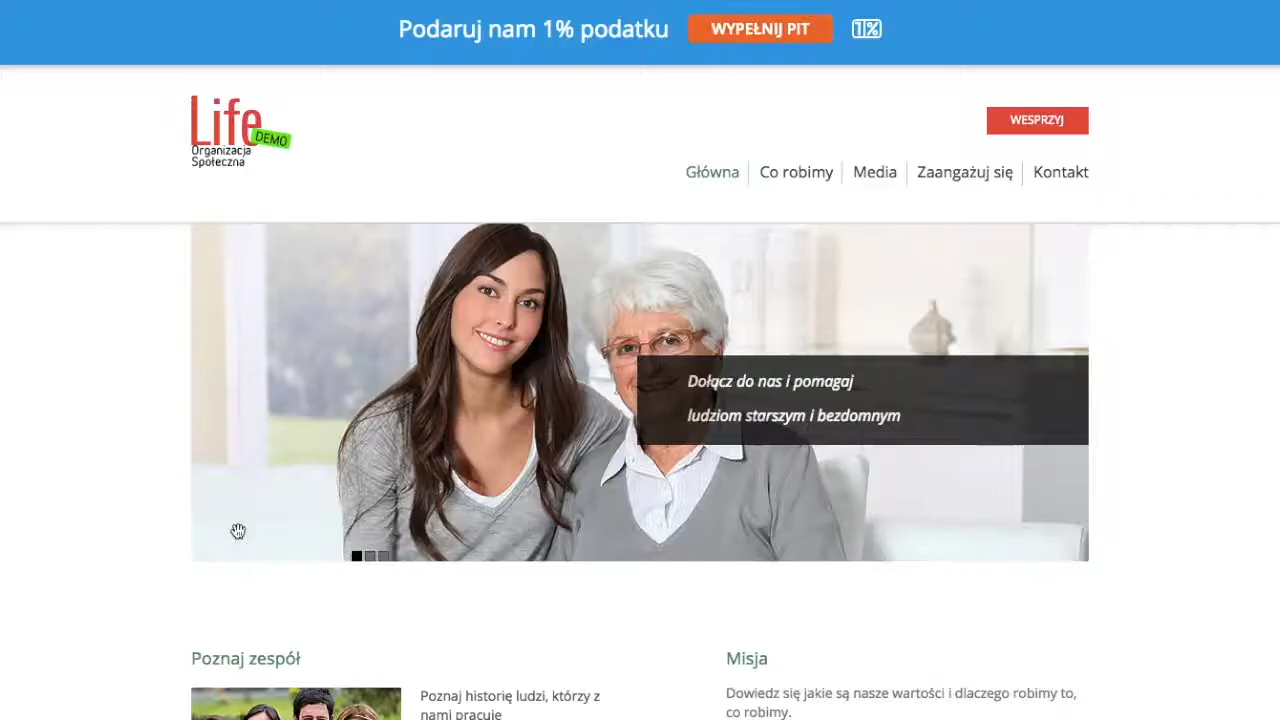 Podaruj nam 1% podatku
WYPEŁNIJ PIT
1%
Life
DEMO
Organizacja
Społeczna
WESPRZYJ
Główna
Co robimy
Media
Zaangażuj się
Kontakt
Dołącz do nas i pomagaj
ludziom starszym i bezdomnym
Poznaj zespół
Poznaj historię ludzi, którzy z
nami pracuje
Misja
Dowiedz się jakie są nasze wartości i dlaczego robimy to,
co robimy.